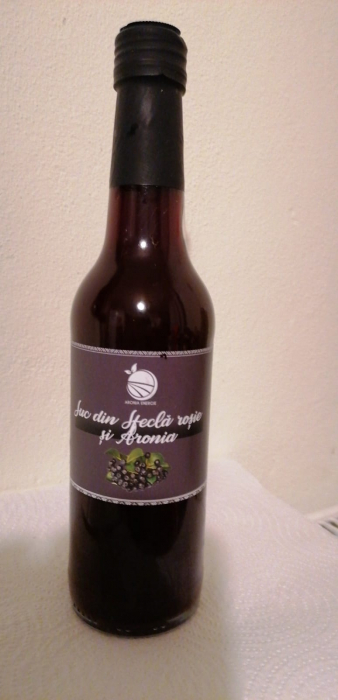 Suc din Sfeclă roșie
și Aronia